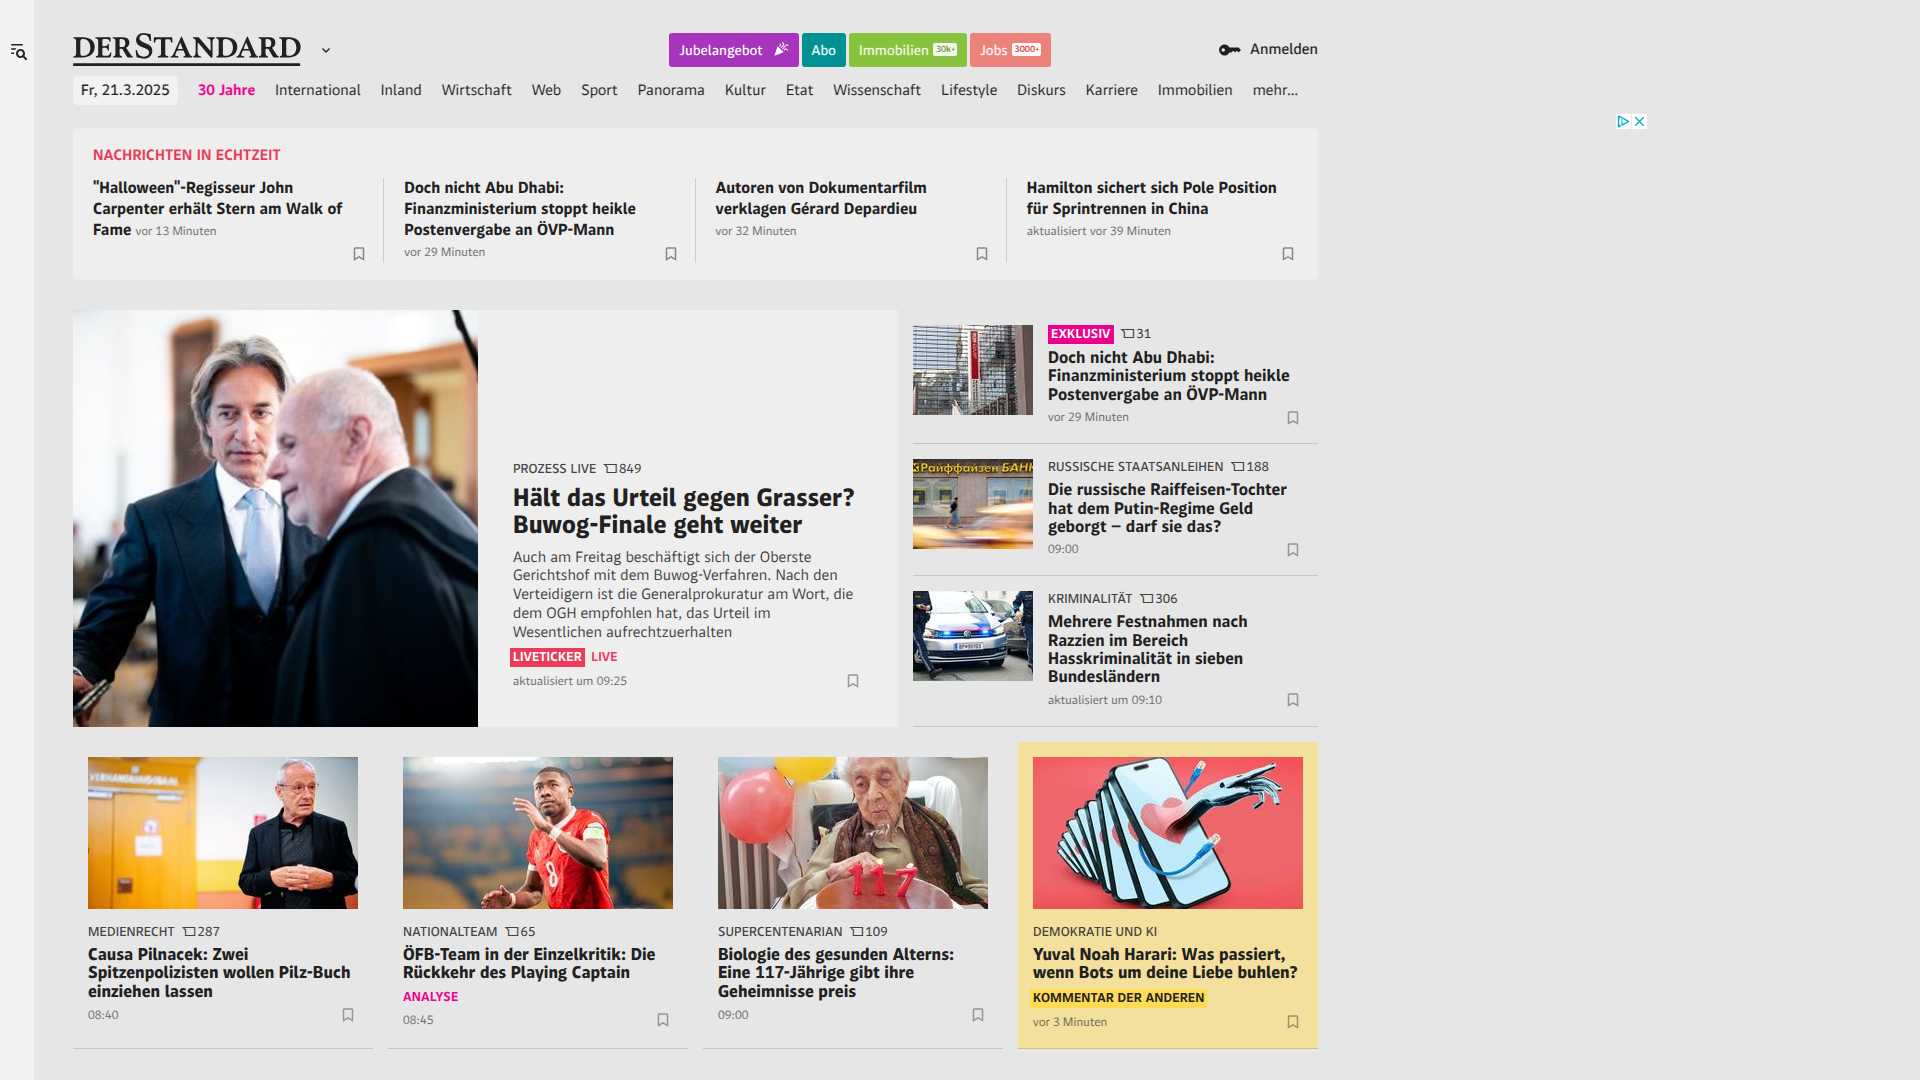 DERSTANDARD
Jubelangebot
Abo
Immobilien 30k+
Jobs 3000+
Anmelden
Fr, 21.3.2025
30 Jahre
International
Inland
Wirtschaft
Web
Sport
Panorama
Kultur
Etat
Wissenschaft
Lifestyle
Diskurs
Karriere
Immobilien
mehr...
NACHRICHTEN IN ECHTZEIT
"Halloween"-Regisseur John
Carpenter erhält Stern am Walk of
Fame vor 13 Minuten
Doch nicht Abu Dhabi:
Finanzministerium stoppt heikle
Postenvergabe an ÖVP-Mann
vor 29 Minuten
Autoren von Dokumentarfilm
verklagen Gérard Depardieu
vor 32 Minuten
Hamilton sichert sich Pole Position
für Sprintrennen in China
aktualisiert vor 39 Minuten
PROZESS LIVE 849
Hält das Urteil gegen Grasser?
Buwog-Finale geht weiter
Auch am Freitag beschäftigt sich der Oberste
Gerichtshof mit dem Buwog-Verfahren. Nach den
Verteidigern ist die Generalprokuratur am Wort, die
dem OGH empfohlen hat, das Urteil im
Wesentlichen aufrechtzuerhalten
LIVETICKER LIVE
aktualisiert um 09:25
EXKLUSIV 31
Doch nicht Abu Dhabi:
Finanzministerium stoppt heikle
Postenvergabe an ÖVP-Mann
vor 29 Minuten
Райффайзен БАНК
RUSSISCHE STAATSANLEIHEN 188
Die russische Raiffeisen-Tochter
hat dem Putin-Regime Geld
geborgt – darf sie das?
09:00
KRIMINALITÄT 306
Mehrere Festnahmen nach
Razzien im Bereich
Hasskriminalität in sieben
Bundesländern
aktualisiert um 09:10
VERHANDLUNGSSAAL
MEDIENRECHT 287
Causa Pilnacek: Zwei
Spitzenpolizisten wollen Pilz-Buch
einziehen lassen
08:40
8
NATIONALTEAM 65
ÖFB-Team in der Einzelkritik: Die
Rückkehr des Playing Captain
ANALYSE
08:45
117
SUPERCENTENARIAN 109
Biologie des gesunden Alterns:
Eine 117-Jährige gibt ihre
Geheimnisse preis
09:00
DEMOKRATIE UND KI
Yuval Noah Harari: Was passiert,
wenn Bots um deine Liebe buhlen?
KOMMENTAR DER ANDEREN
vor 3 Minuten